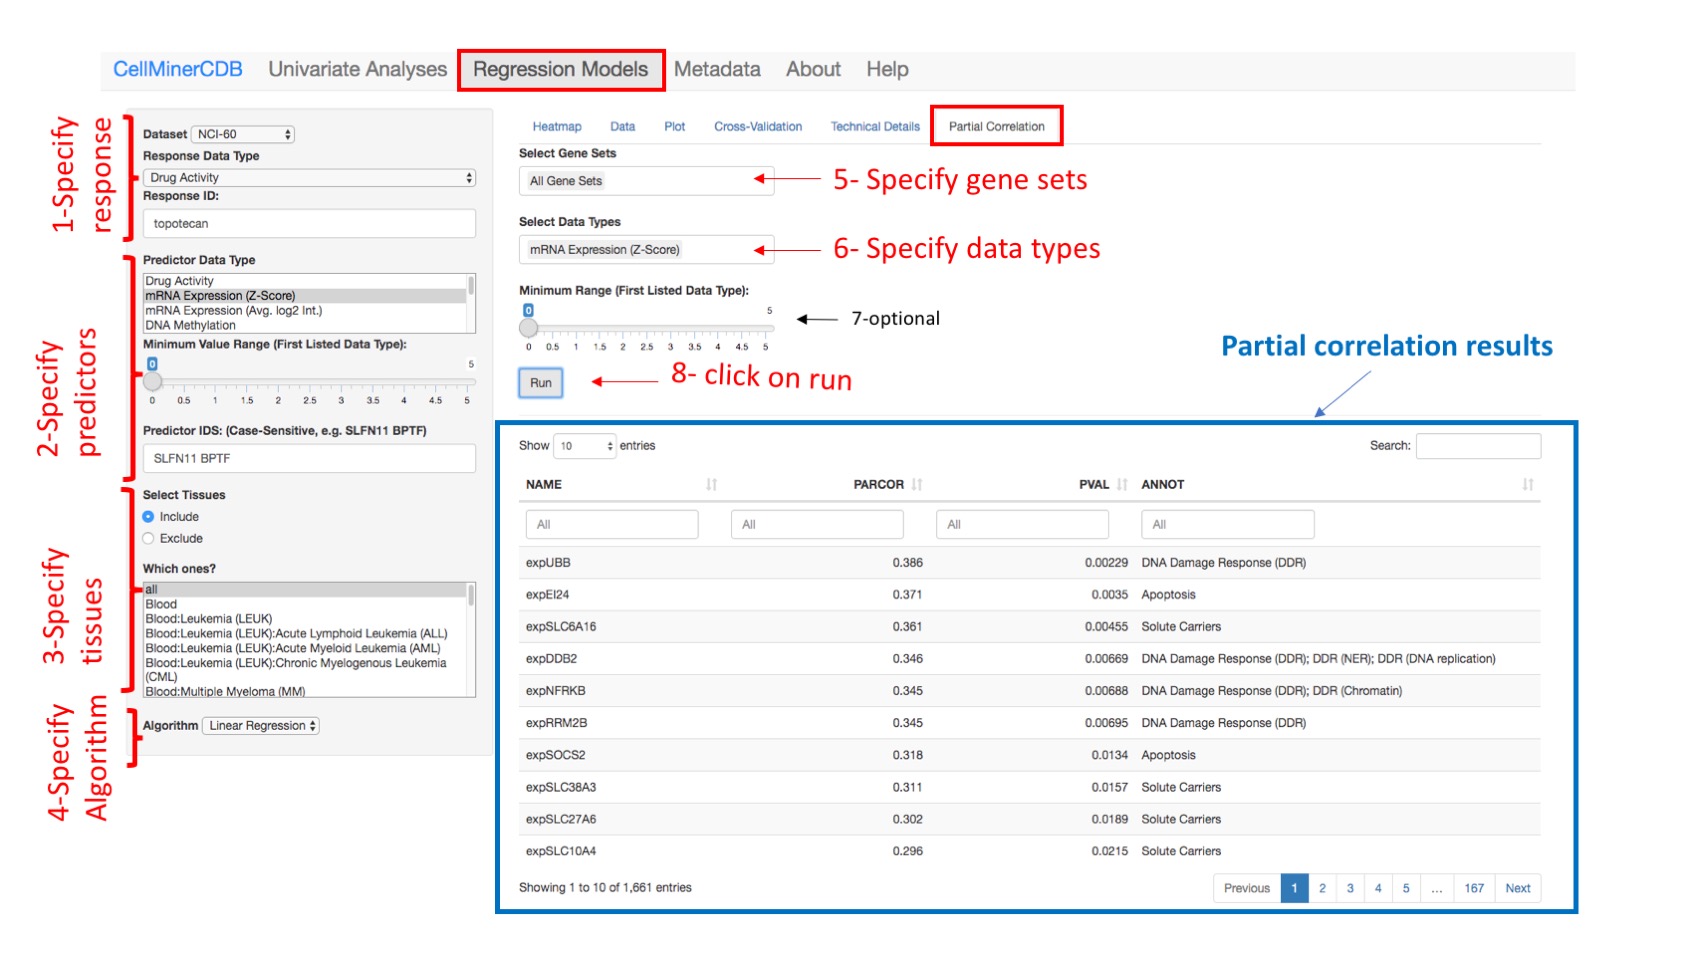 CellMinerCDB Univariate Analyses Regression Models Metadata About Help
1-Specify response
Dataset NCI-60
Response Data Type
Drug Activity
Response ID:
topotecan
2-Specify predictors
Predictor Data Type
Drug Activity
mRNA Expression (Z-Score)
mRNA Expression (Avg. log2 Int.)
DNA Methylation
Minimum Value Range (First Listed Data Type):
0 5
0 0.5 1 1.5 2 2.5 3 3.5 4 4.5 5
Predictor IDS: (Case-Sensitive, e.g. SLFN11 BPTF)
SLFN11 BPTF
3-Specify tissues
Select Tissues
Include
Exclude
Which ones?
all
Blood
Blood:Leukemia (LEUK)
Blood:Leukemia (LEUK):Acute Lymphoid Leukemia (ALL)
Blood:Leukemia (LEUK):Acute Myeloid Leukemia (AML)
Blood:Leukemia (LEUK):Chronic Myelogenous Leukemia
(CML)
Blood:Multiple Myeloma (MM)
4-Specify Algorithm
Algorithm Linear Regression
Heatmap Data Plot Cross-Validation Technical Details Partial Correlation
Select Gene Sets
All Gene Sets
5- Specify gene sets
Select Data Types
mRNA Expression (Z-Score)
6- Specify data types
Minimum Range (First Listed Data Type):
0 5
0 0.5 1 1.5 2 2.5 3 3.5 4 4.5 5
7-optional
Run
8- click on run
Partial correlation results
Show 10 entries Search:
NAME PARCOR PVAL ANNOT
All All All All
expUBB 0.386 0.00229 DNA Damage Response (DDR)
expEI24 0.371 0.0035 Apoptosis
expSLC6A16 0.361 0.00455 Solute Carriers
expDDB2 0.346 0.00669 DNA Damage Response (DDR); DDR (NER); DDR (DNA replication)
expNFRKB 0.345 0.00688 DNA Damage Response (DDR); DDR (Chromatin)
expRRM2B 0.345 0.00695 DNA Damage Response (DDR)
expSOCS2 0.318 0.0134 Apoptosis
expSLC38A3 0.311 0.0157 Solute Carriers
expSLC27A6 0.302 0.0189 Solute Carriers
expSLC10A4 0.296 0.0215 Solute Carriers
Showing 1 to 10 of 1,661 entries Previous 1 2 3 4 5 ... 167 Next